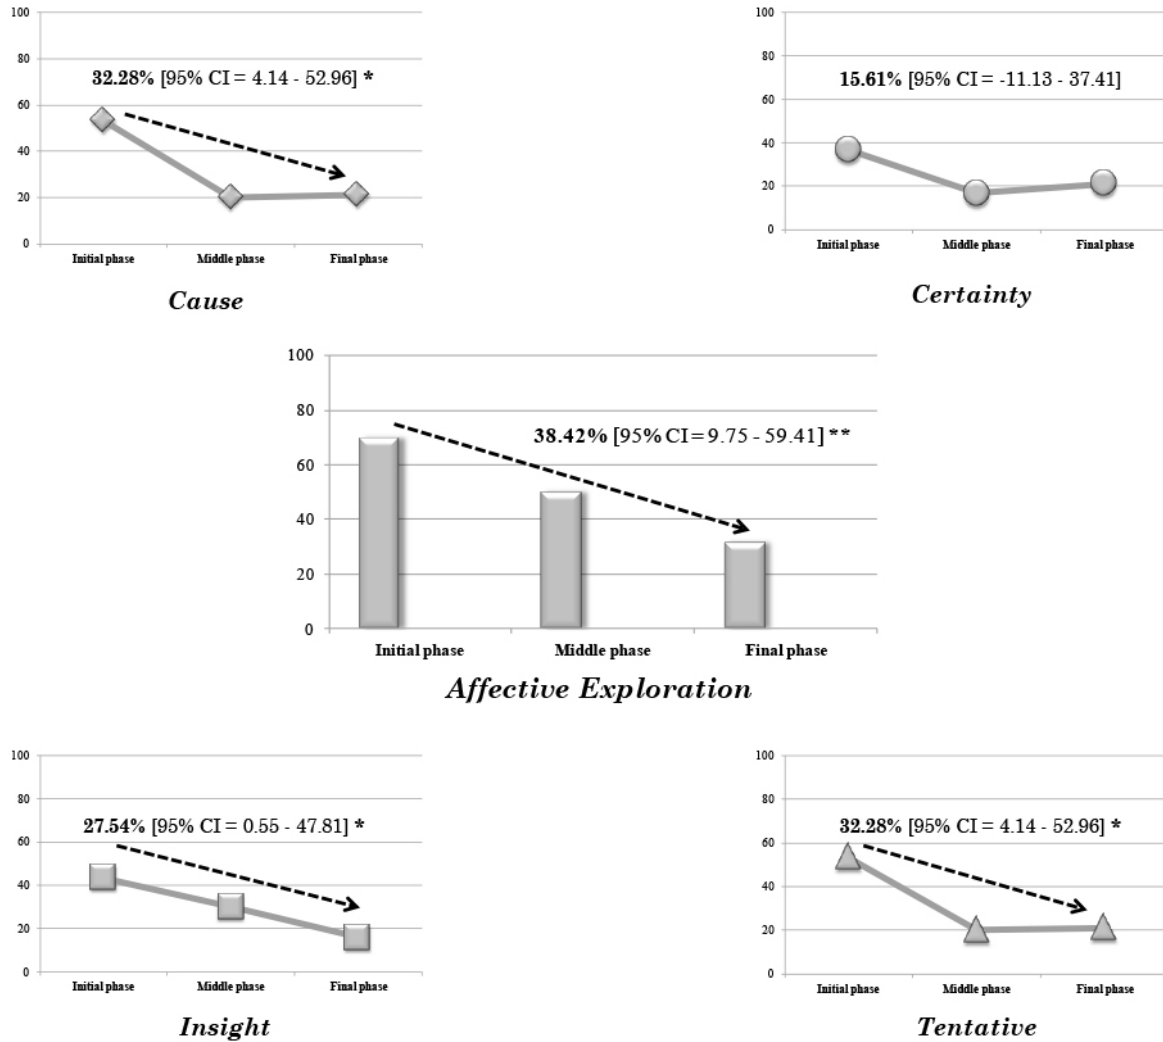 100
80
60
40
20
0
32.28% [95% CI = 4.14 - 52.96] *
Initial phase Middle phase Final phase
Cause
100
80
60
40
20
0
15.61% [95% CI = -11.13 - 37.41]
Initial phase Middle phase Final phase
Certainty
100
80
60
40
20
0
38.42% [95% CI = 9.75 - 59.41] **
Initial phase Middle phase Final phase
Affective Exploration
100
80
60
40
20
0
27.54% [95% CI = 0.55 - 47.81] *
Initial phase Middle phase Final phase
Insight
100
80
60
40
20
0
32.28% [95% CI = 4.14 - 52.96] *
Initial phase Middle phase Final phase
Tentative